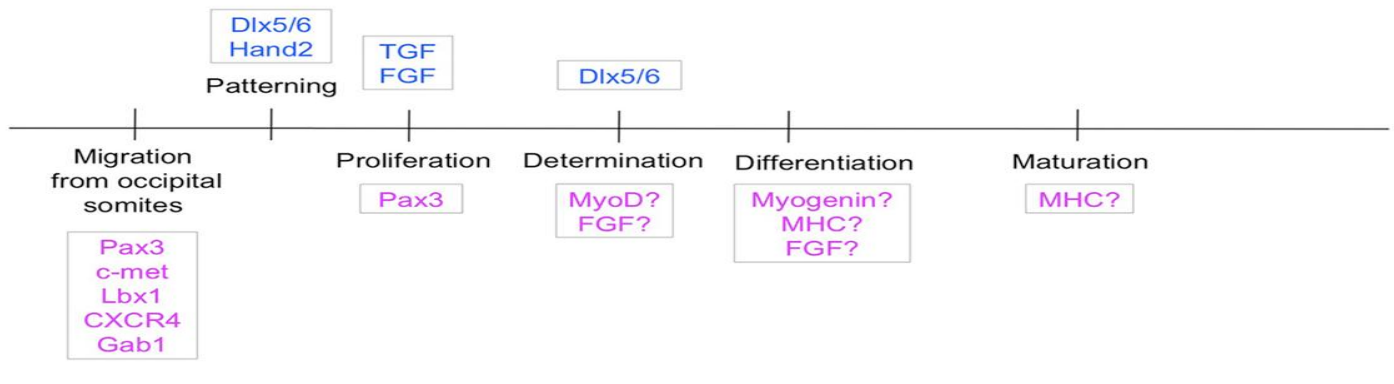 Dlx5/6
Hand2
Patterning
TGF
FGF
Dlx5/6
Migration
from occipital
somites
Pax3
c-met
Lbx1
CXCR4
Gab1
Proliferation
Pax3
Determination
MyoD?
FGF?
Differentiation
Myogenin?
MHC?
FGF?
Maturation
MHC?